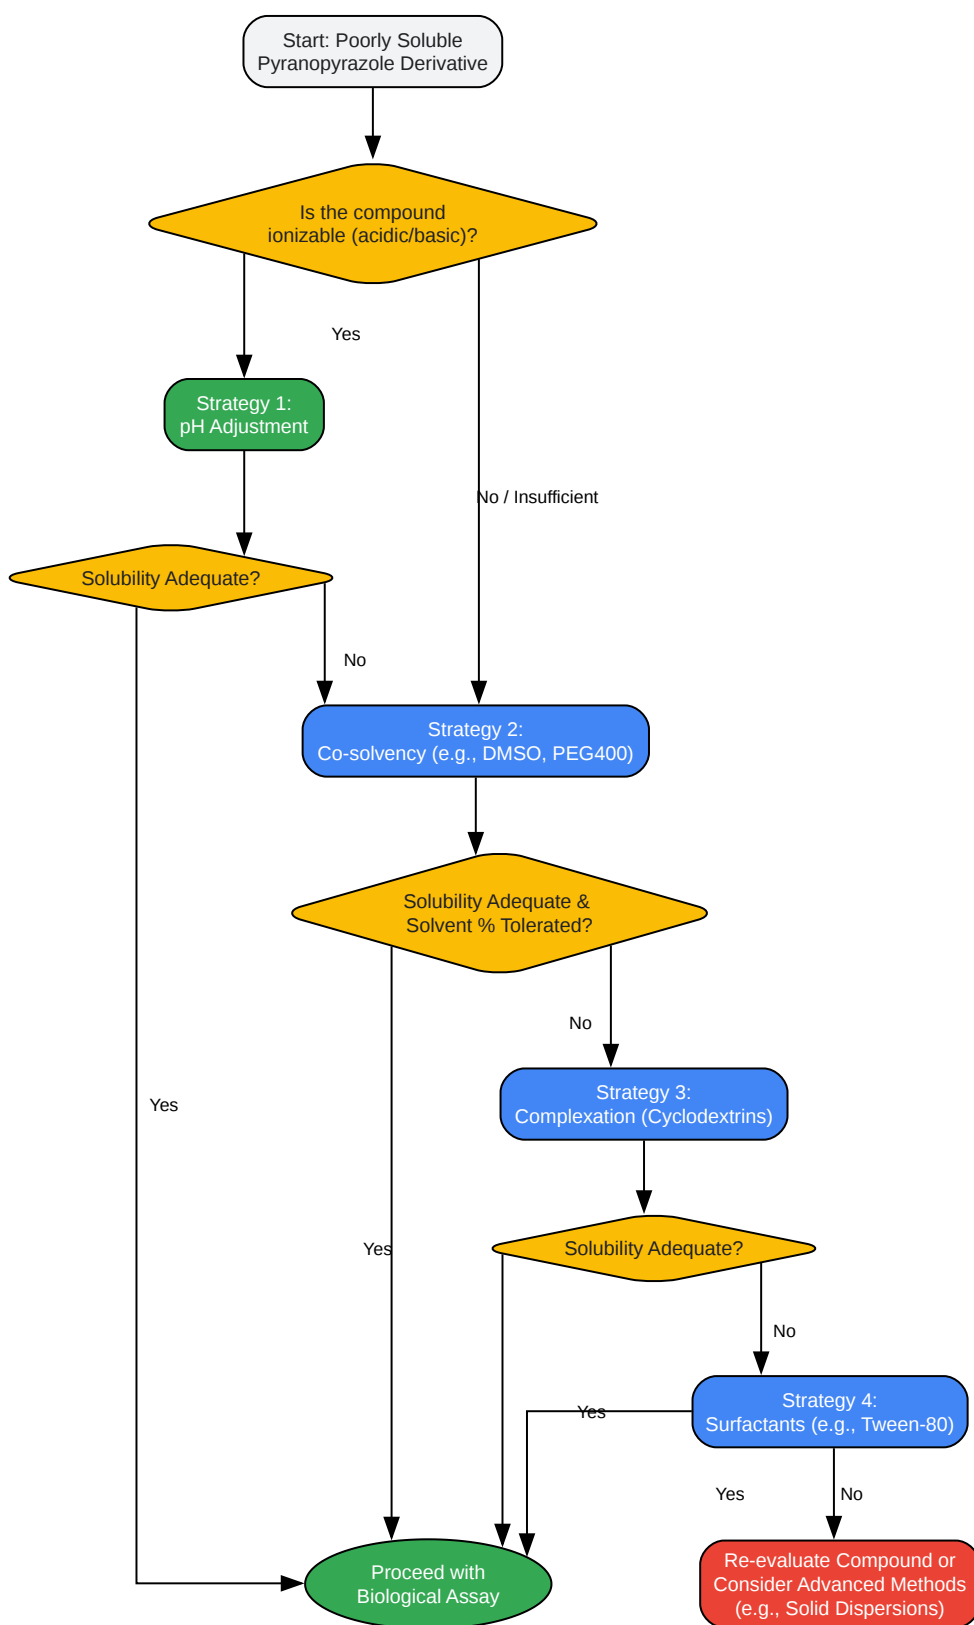 Start: Poorly Soluble
Pyranopyrazole Derivative
Is the compound
ionizable (acidic/basic)?
Yes
Strategy 1:
pH Adjustment
No / Insufficient
Solubility Adequate?
No
Strategy 2:
Co-solvency (e.g., DMSO, PEG400)
Solubility Adequate &
Solvent % Tolerated?
No
Strategy 3:
Complexation (Cyclodextrins)
Yes
Yes
Solubility Adequate?
No
Strategy 4:
Surfactants (e.g., Tween-80)
Yes
Yes
No
Proceed with
Biological Assay
Re-evaluate Compound or
Consider Advanced Methods
(e.g., Solid Dispersions)